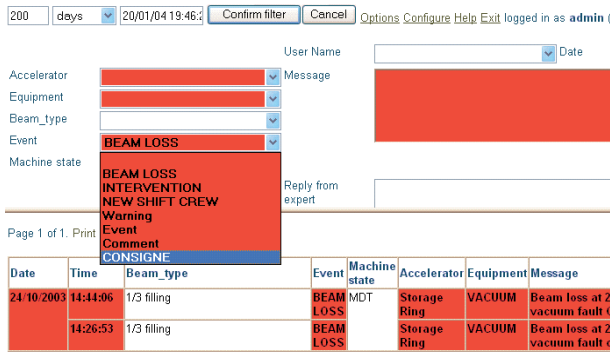 200 days 20/01/04 19:46: Confirm filter Cancel Options Configure Help Exit logged in as admin (
User Name Date
Accelerator Message
Equipment
Beam_type
Event BEAM LOSS
Machine state
BEAM LOSS
INTERVENTION
NEW SHIFT CREW
Warning
Event
Comment
CONSIGNE
Reply from
expert
Page 1 of 1. Print
Date Time Beam_type Event Machine state Accelerator Equipment Message
24/10/2003 14:44:06 1/3 filling BEAM LOSS MDT Storage Ring VACUUM Beam loss at 2
vacuum fault
14:26:53 1/3 filling BEAM LOSS Storage Ring VACUUM Beam loss at 2
vacuum fault